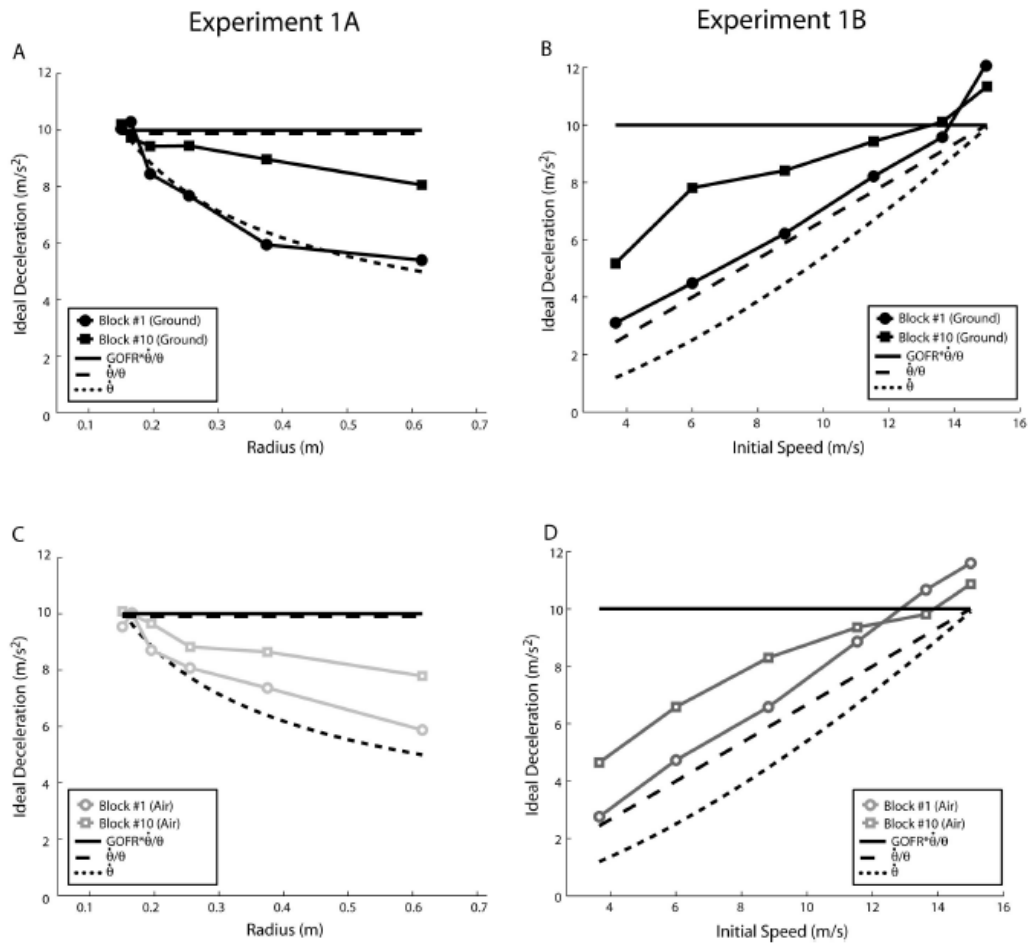 Experiment 1A
Experiment 1B
A
Ideal Deceleration (m/s²)
12
10
8
6
4
2
0
Block #1 (Ground)
Block #10 (Ground)
GOFR*θ̇/θ
θ̇/θ
θ̇
0.1 0.2 0.3 0.4 0.5 0.6 0.7
Radius (m)
B
Ideal Deceleration (m/s²)
12
10
8
6
4
2
0
Block #1 (Ground)
Block #10 (Ground)
GOFR*θ̇/θ
θ̇/θ
θ̇
4 6 8 10 12 14 16
Initial Speed (m/s)
C
Ideal Deceleration (m/s²)
12
10
8
6
4
2
0
Block #1 (Air)
Block #10 (Air)
GOFR*θ̇/θ
θ̇/θ
θ̇
0.1 0.2 0.3 0.4 0.5 0.6 0.7
Radius (m)
D
Ideal Deceleration (m/s²)
12
10
8
6
4
2
0
Block #1 (Air)
Block #10 (Air)
GOFR*θ̇/θ
θ̇/θ
θ̇
4 6 8 10 12 14 16
Initial Speed (m/s)